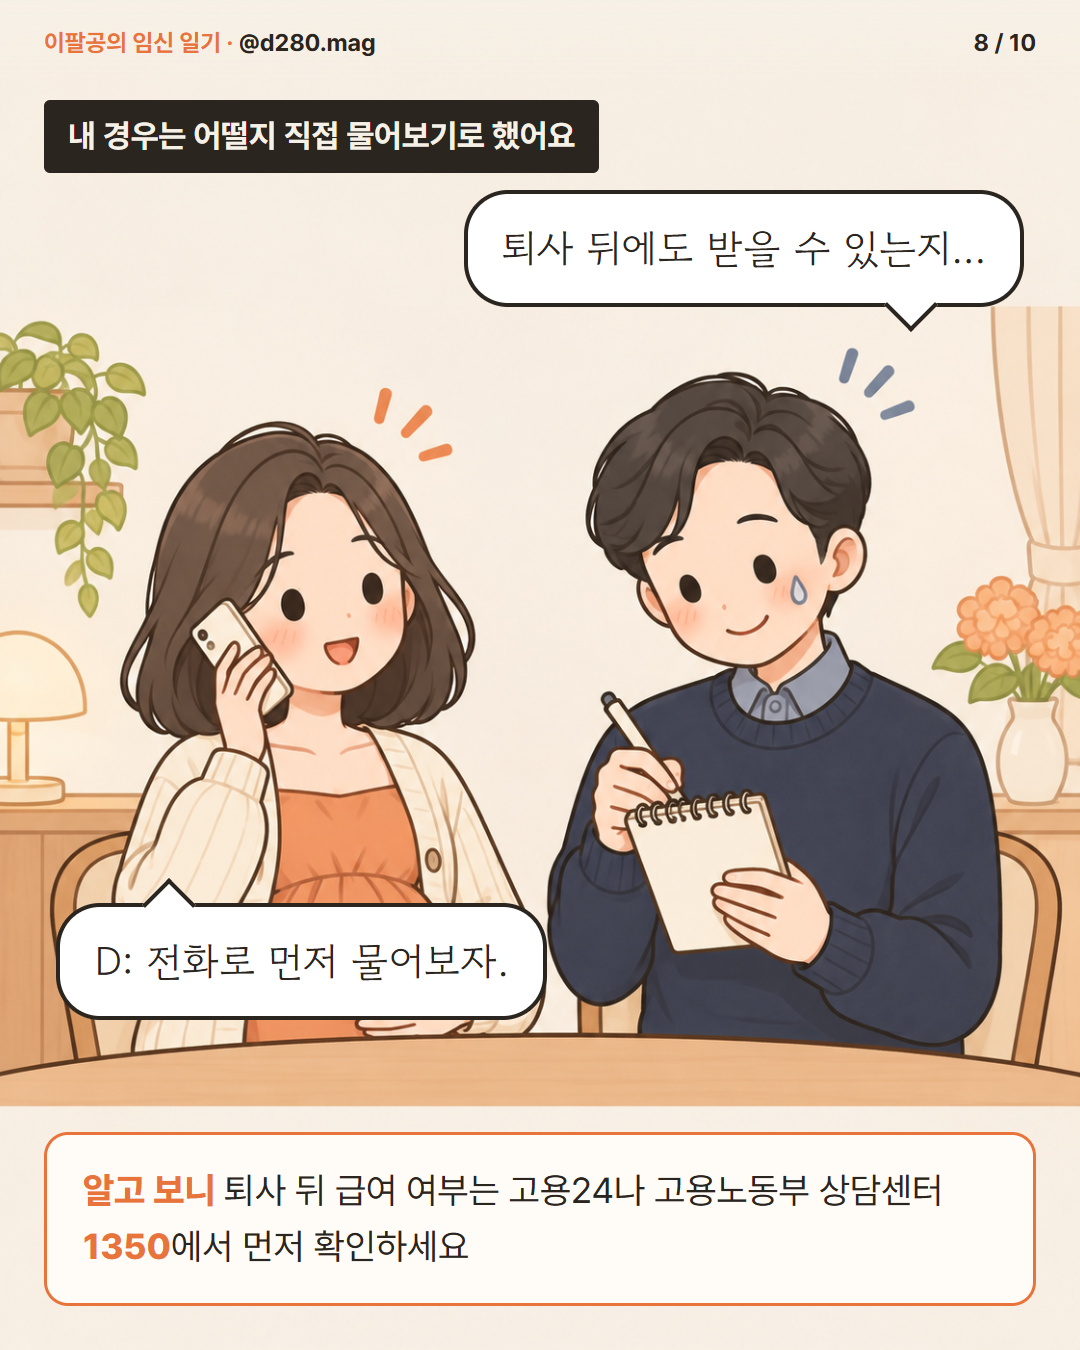 이팔공의 임신 일기 · @d280.mag
8 / 10
내 경우는 어떨지 직접 물어보기로 했어요
퇴사 뒤에도 받을 수 있는지...
D: 전화로 먼저 물어보자.
알고 보니 퇴사 뒤 급여 여부는 고용24나 고용노동부 상담센터
1350에서 먼저 확인하세요